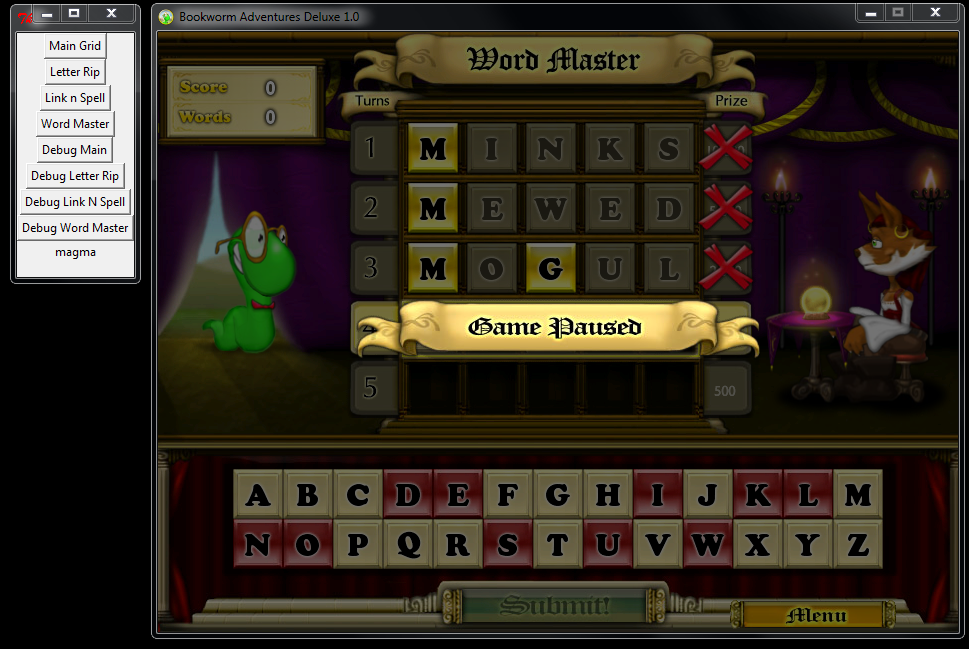 Main Grid
Letter Rip
Link n Spell
Word Master
Debug Main
Debug Letter Rip
Debug Link N Spell
Debug Word Master
magma
Bookworm Adventures Deluxe 1.0
Word Master
Score 0
Words 0
Turns Prize
1 M I N K S
2 M E W E D
3 M O G U L
Game Paused
5 500
A B C D E F G H I J K L M
N O P Q R S T U V W X Y Z
Submit!
Menu